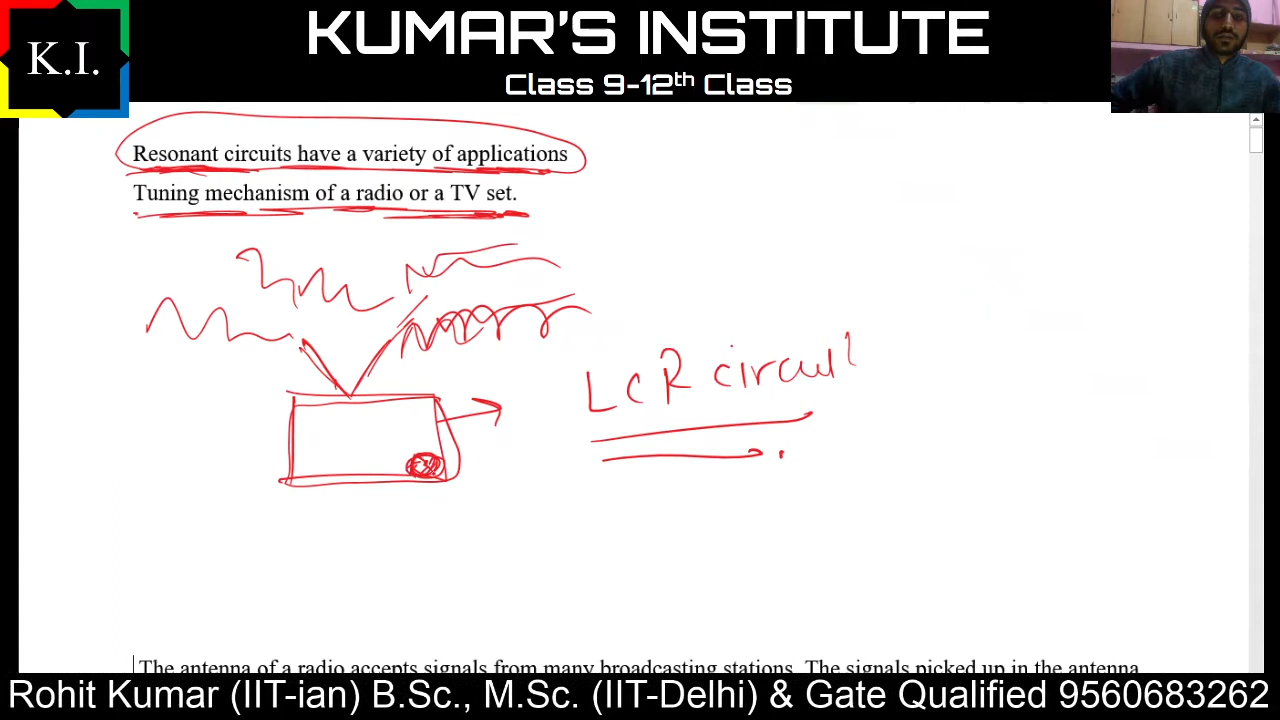 K.I.
KUMAR'S INSTITUTE
Class 9-12th Class
Resonant circuits have a variety of applications
Tuning mechanism of a radio or a TV set.
LCR circuit
The antenna of a radio accepts signals from many broadcasting stations. The signals picked up in the antenna
Rohit Kumar (IIT-ian) B.Sc., M.Sc. (IIT-Delhi) & Gate Qualified 9560683262